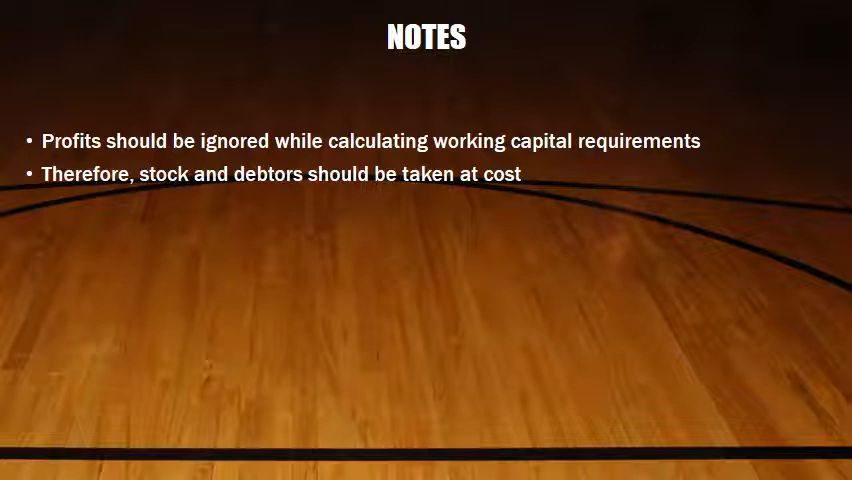 NOTES
• Profits should be ignored while calculating working capital requirements
• Therefore, stock and debtors should be taken at cost